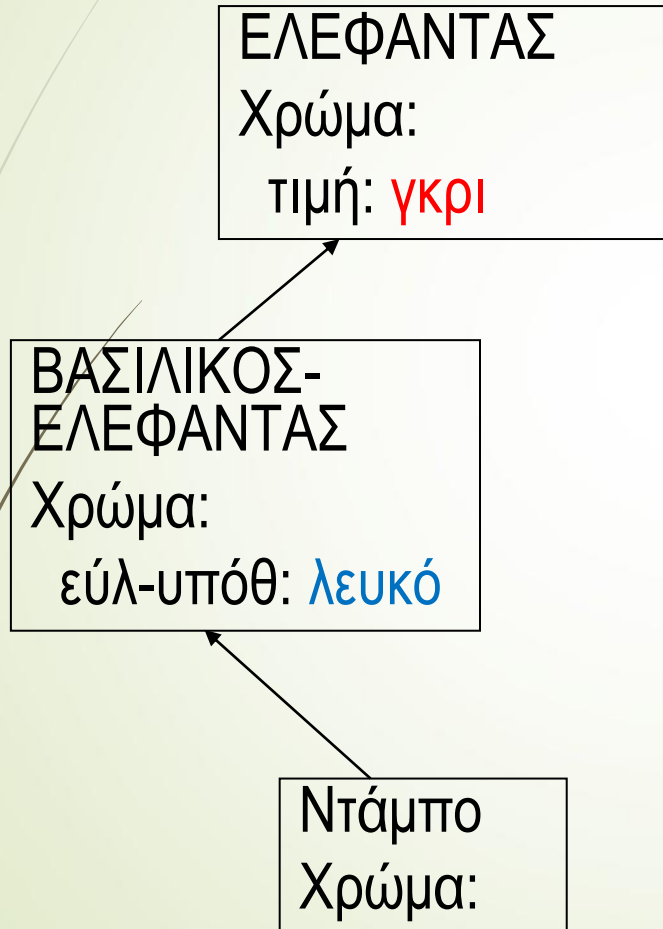 ΕΛΕΦΑΝΤΑΣ
Χρώμα:
τιμή: γκρι
ΒΑΣΙΛΙΚΟΣ-
ΕΛΕΦΑΝΤΑΣ
Χρώμα:
εύλ-υπόθ: λευκό
Ντάμπο
Χρώμα: